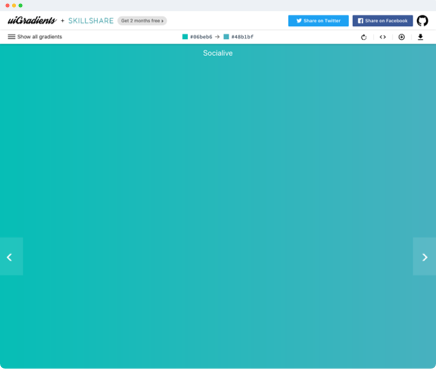 uiGradients + SKILLSHARE Get 2 months free Share on Twitter Share on Facebook
Show all gradients #06beb6 → #48b1bf
Socialive